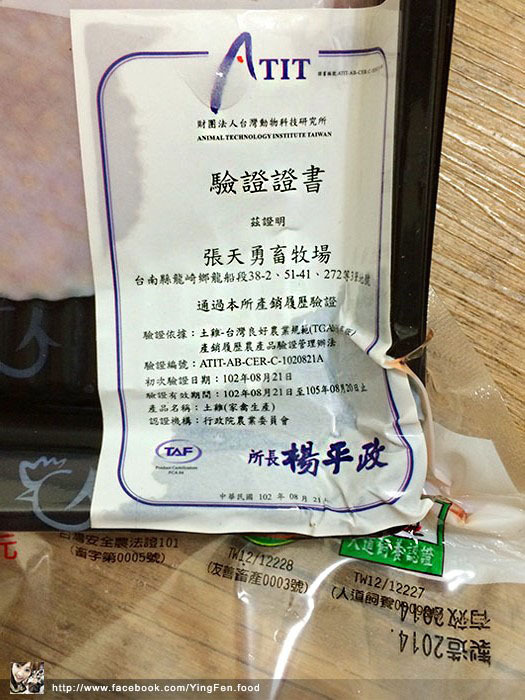 ATIT
財團法人台灣動物科技研究所
ANIMAL TECHNOLOGY INSTITUTE TAIWAN
驗證證書
茲證明
張天勇畜牧場
台南縣龍崎鄉龍船段38-2、51-41、272等3筆地號
通過本所產銷履歷驗證
驗證依據：土雞-台灣良好農業規範(TGAP
產銷履歷農產品驗證管理辦法
驗證編號：ATIT-AB-CER-C-1020821A
初次驗證日期：102年08月21日
驗證有效期間：102年08月21日至105年08月20日止
產品名稱：土雞(家禽生產)
認證機構：行政院農業委員會
TAF
Product Certification
所長 楊平政
中華民國 102 年 08 月 21
元
台灣安全農法證101
(畜字第0005號)
TW12/12228
(友善畜產0003號)
人道飼養認證
TW12/12227
(人道飼養
有效2014
製造2014.
http://www.facebook.com/YingFen.food